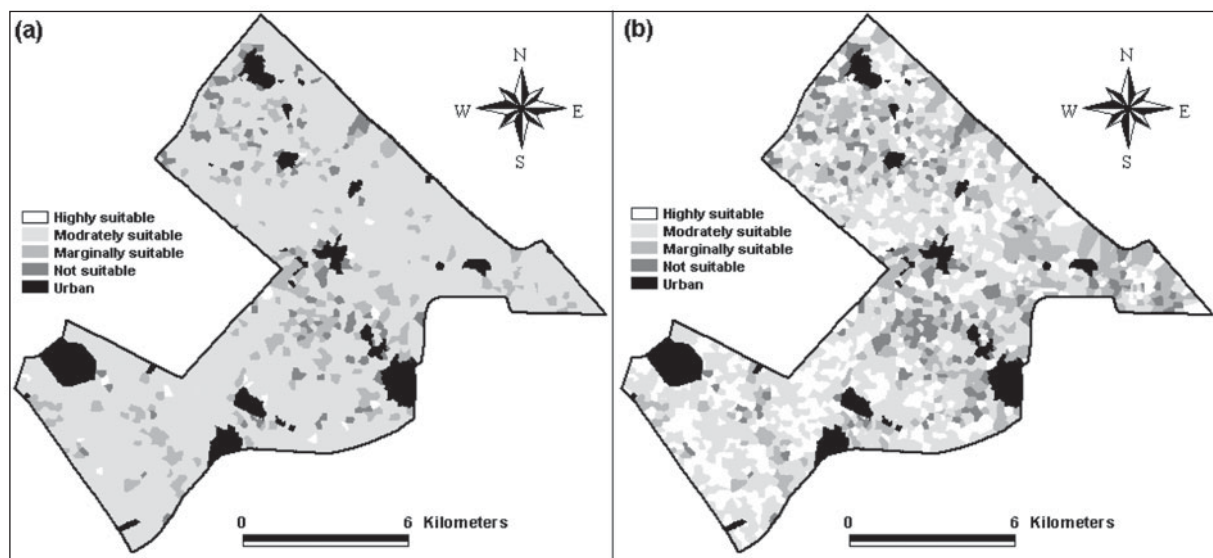 (a)
N
W E
S
Highly suitable
Modrately suitable
Marginally suitable
Not suitable
Urban
0 6 Kilometers
(b)
N
W E
S
Highly suitable
Modrately suitable
Marginally suitable
Not suitable
Urban
0 6 Kilometers